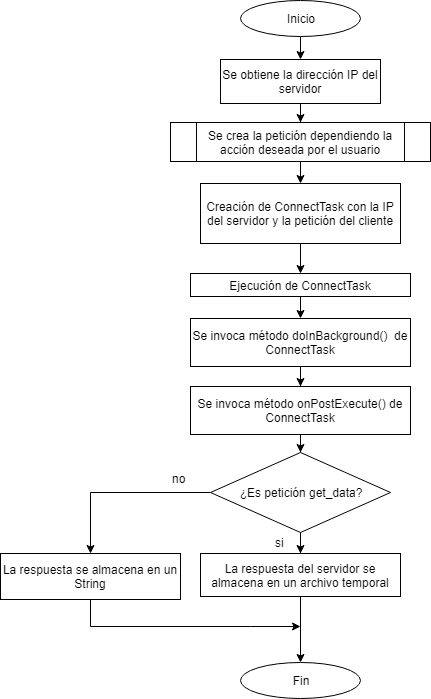 Inicio
Se obtiene la dirección IP del
servidor
Se crea la petición dependiendo la
acción deseada por el usuario
Creación de ConnectTask con la IP
del servidor y la petición del cliente
Ejecución de ConnectTask
Se invoca método doInBackground() de
ConnectTask
Se invoca método onPostExecute() de
ConnectTask
¿Es petición get_data?
no
si
La respuesta se almacena en un
String
La respuesta del servidor se
almacena en un archivo temporal
Fin